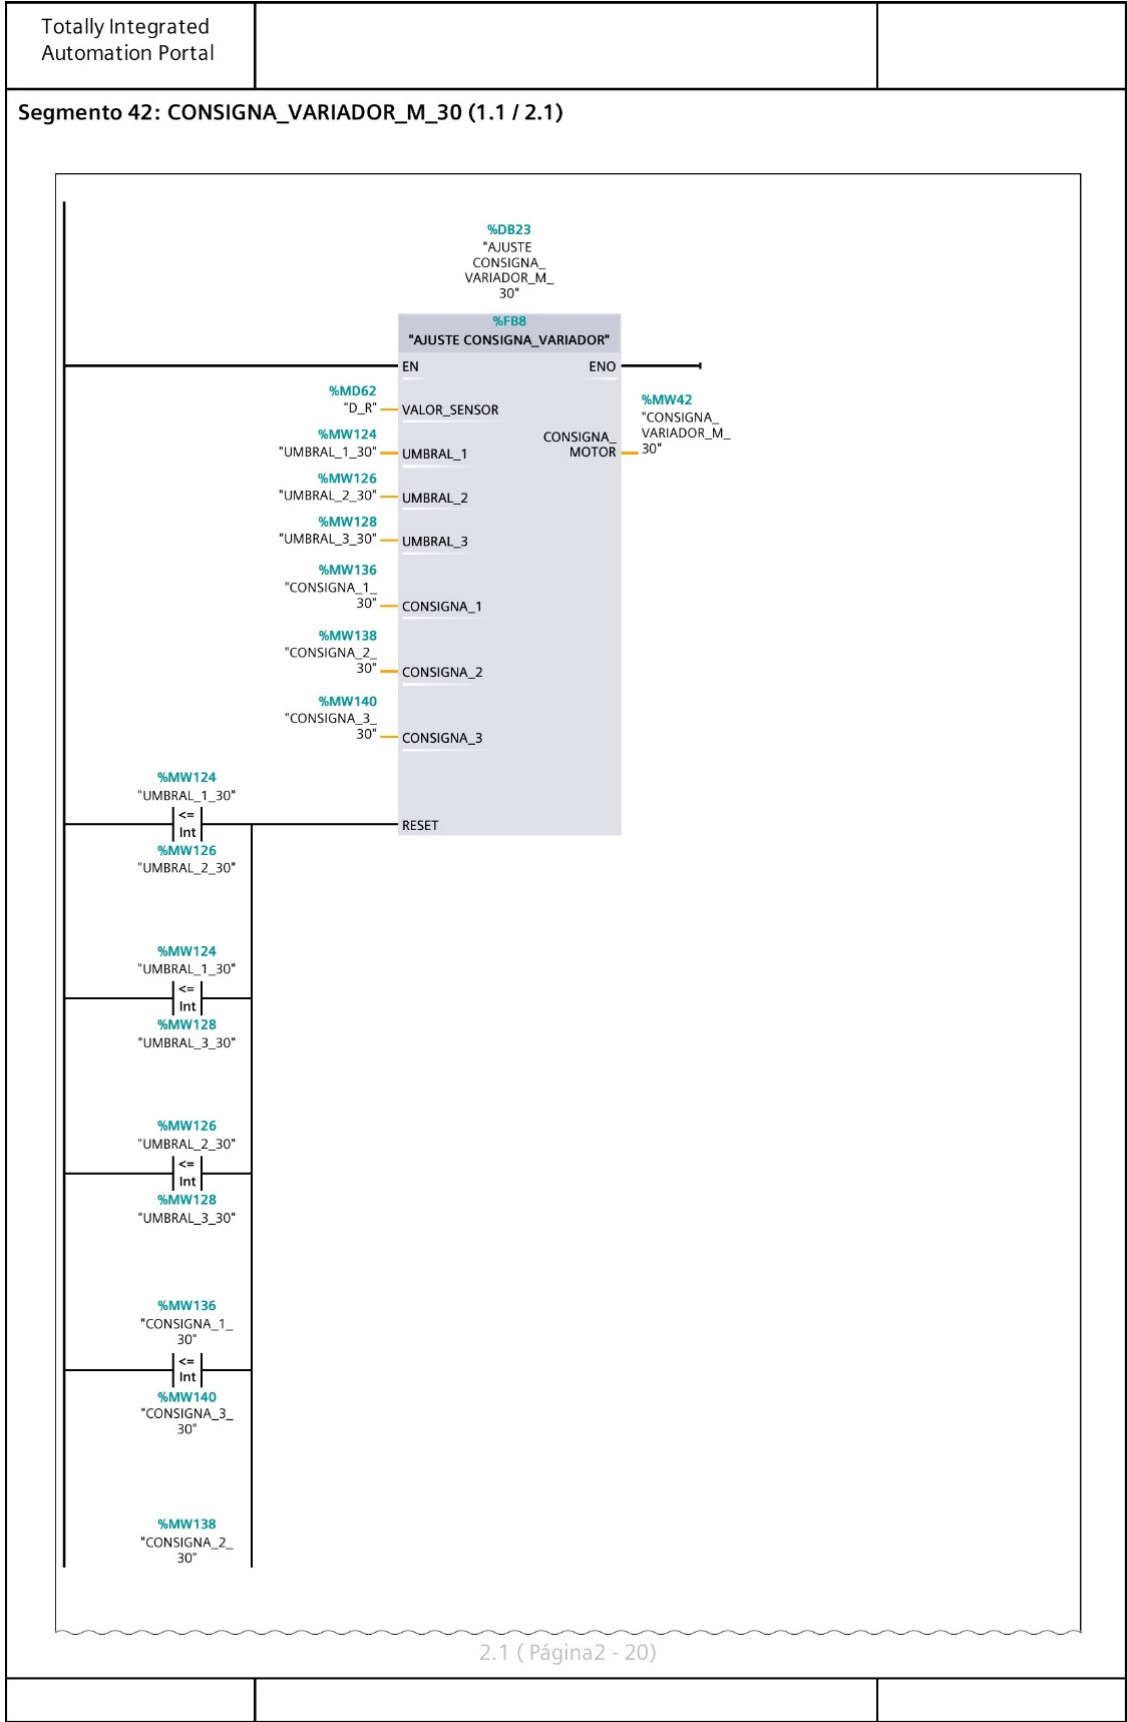 Totally Integrated
Automation Portal
Segmento 42: CONSIGNA_VARIADOR_M_30 (1.1 / 2.1)
%DB23
"AJUSTE
CONSIGNA_
VARIADOR_M_
30"
%FB8
"AJUSTE CONSIGNA_VARIADOR"
EN
ENO
%MD62
"D_R"
VALOR_SENSOR
%MW42
"CONSIGNA_
VARIADOR_M_
30"
CONSIGNA_
MOTOR
%MW124
"UMBRAL_1_30"
UMBRAL_1
%MW126
"UMBRAL_2_30"
UMBRAL_2
%MW128
"UMBRAL_3_30"
UMBRAL_3
%MW136
"CONSIGNA_1_
30"
CONSIGNA_1
%MW138
"CONSIGNA_2_
30"
CONSIGNA_2
%MW140
"CONSIGNA_3_
30"
CONSIGNA_3
%MW124
"UMBRAL_1_30"
<=
Int
RESET
%MW126
"UMBRAL_2_30"
%MW124
"UMBRAL_1_30"
<=
Int
%MW128
"UMBRAL_3_30"
%MW126
"UMBRAL_2_30"
<=
Int
%MW128
"UMBRAL_3_30"
%MW136
"CONSIGNA_1_
30"
<=
Int
%MW140
"CONSIGNA_3_
30"
%MW138
"CONSIGNA_2_
30"
2.1 ( Página2 - 20)